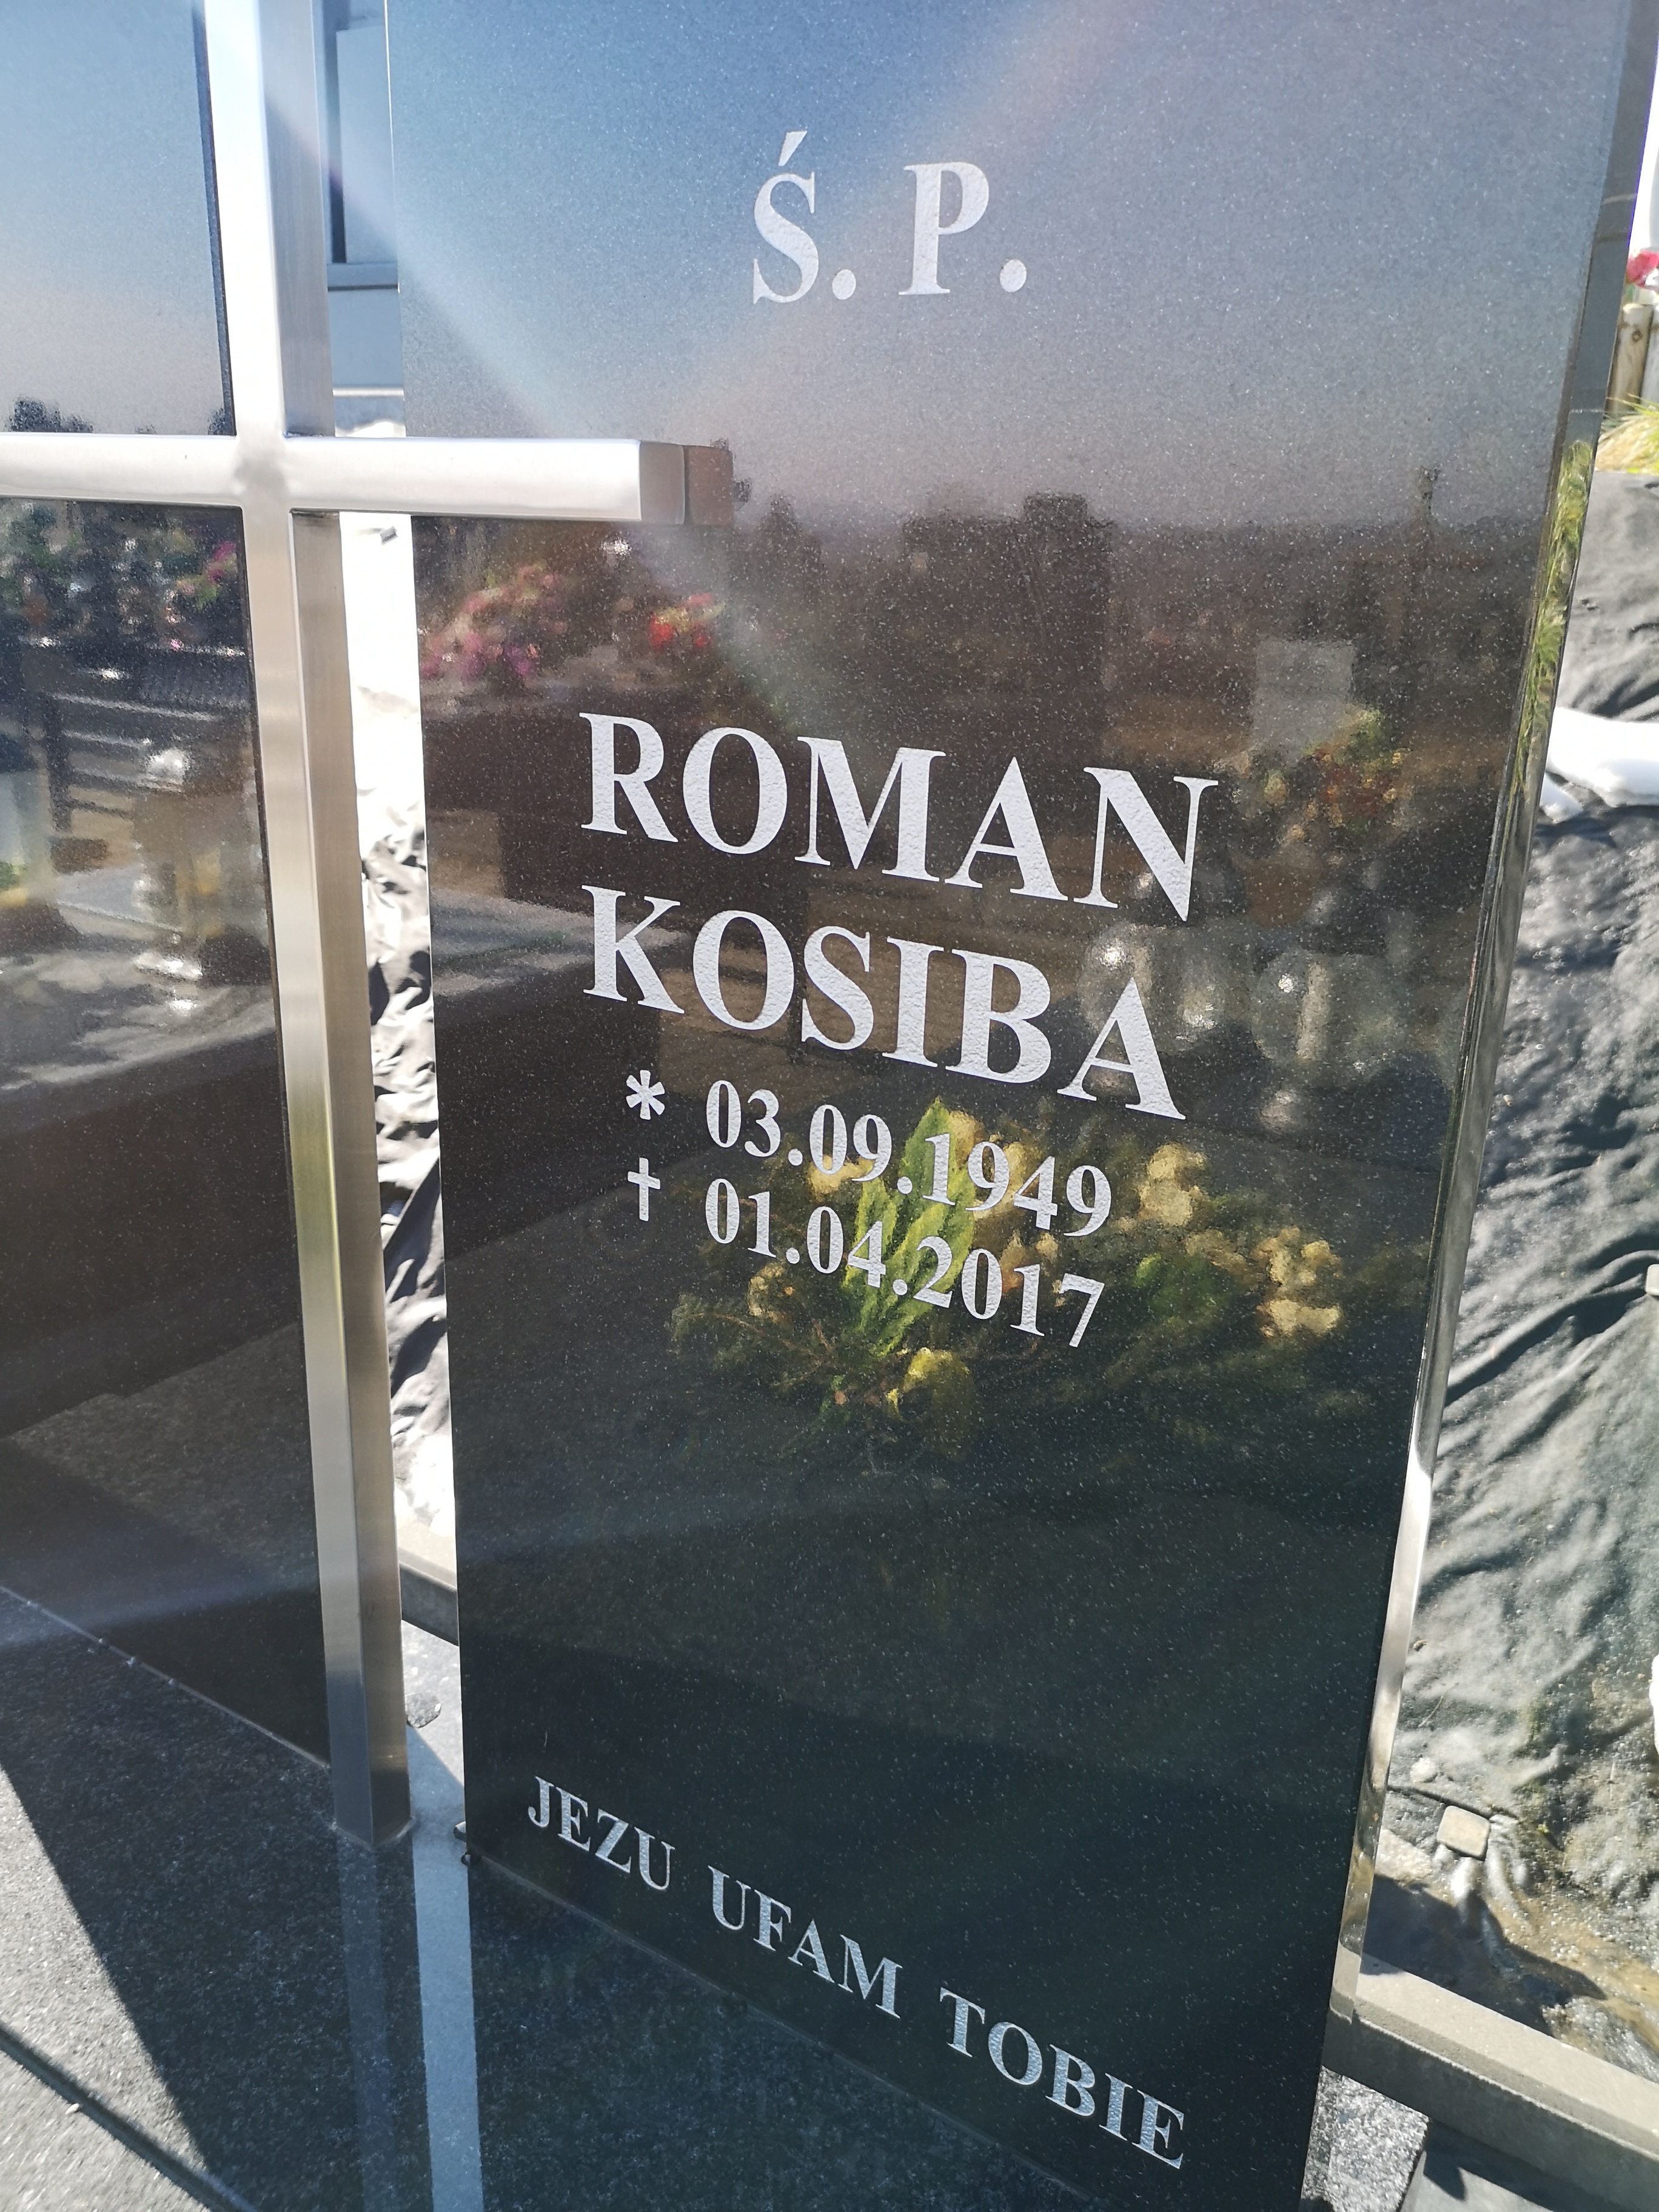 Ś. P.
ROMAN
KOSIBA
* 03.09.1949
† 01.04.2017
JEZU UFAM TOBIE